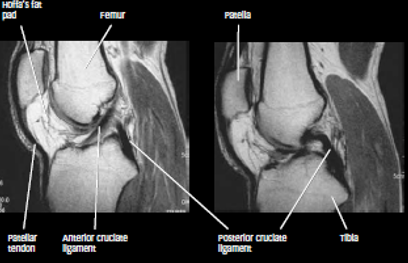 Hoffa's fat
pad
Femur
Patella
Patellar
tendon
Anterior cruciate
ligament
Posterior cruciate
ligament
Tibia